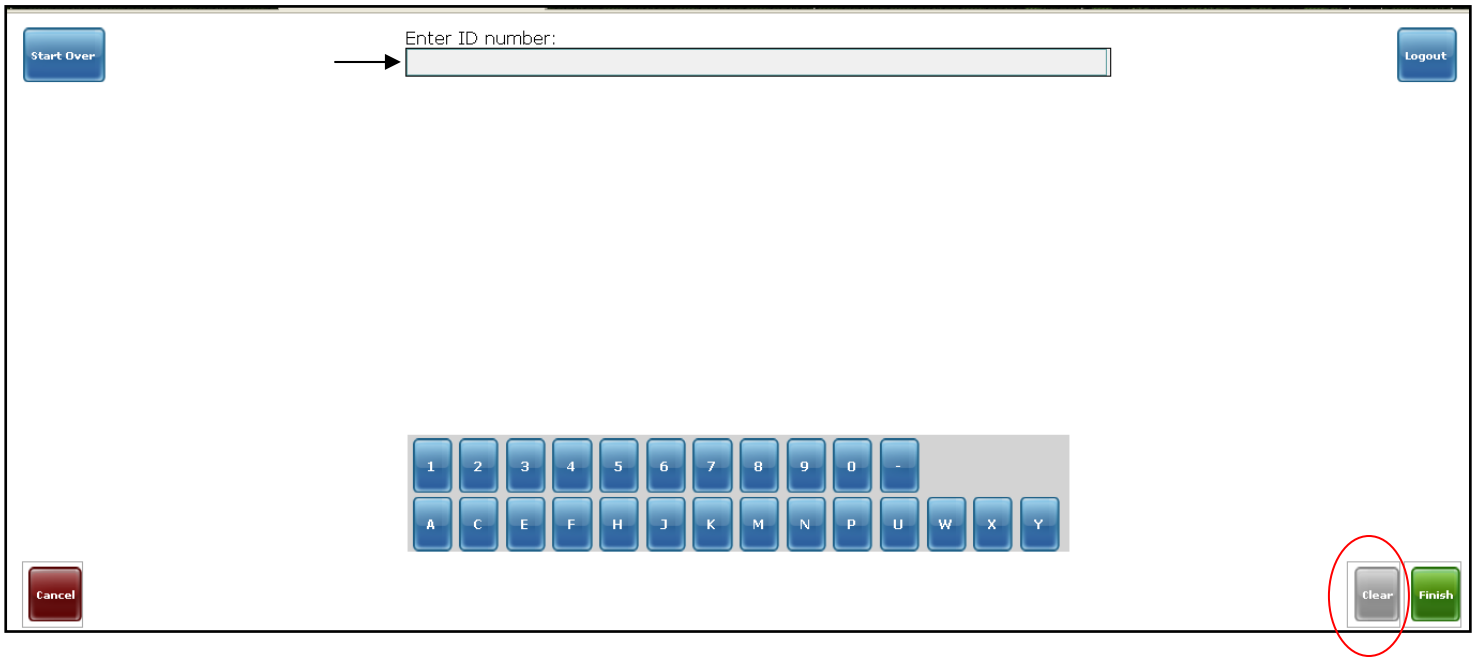 Start Over
Enter ID number:
Logout
1 2 3 4 5 6 7 8 9 0 -
A C E F H J K M N P U W X Y
Cancel
Clear
Finish